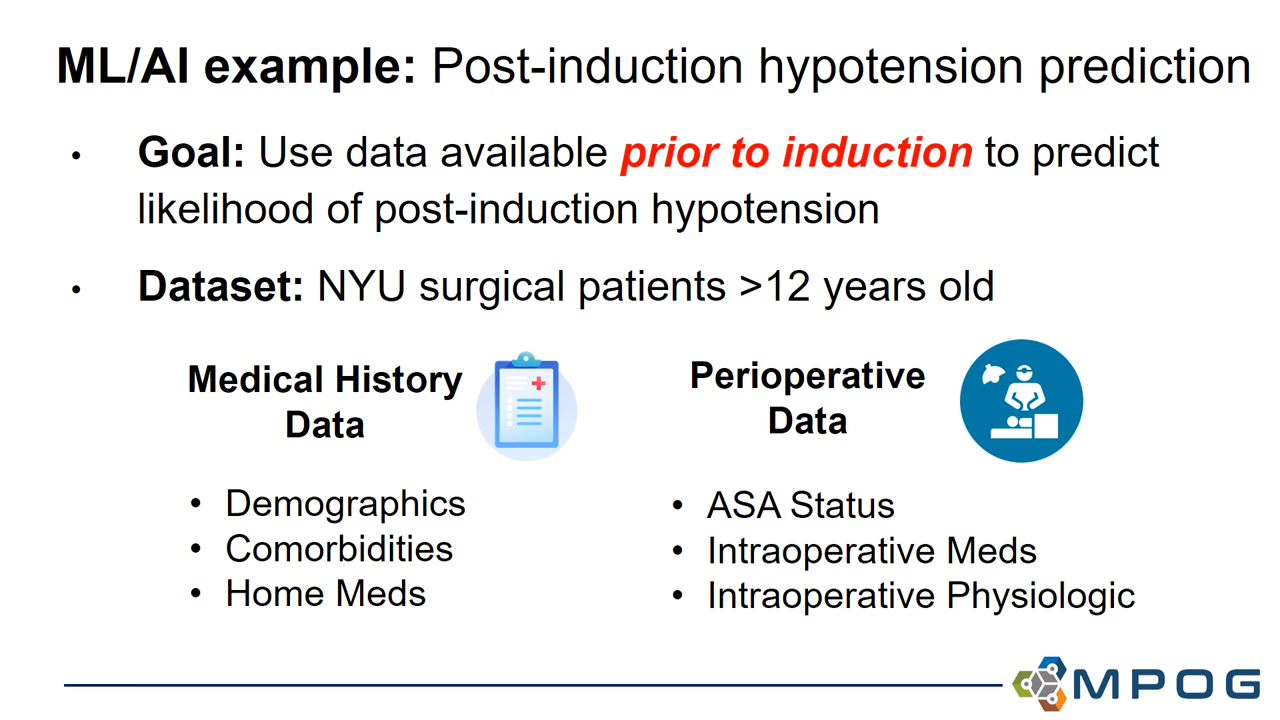 ML/AI example: Post-induction hypotension prediction
• Goal: Use data available prior to induction to predict
likelihood of post-induction hypotension
• Dataset: NYU surgical patients >12 years old
Medical History
Data
• Demographics
• Comorbidities
• Home Meds
Perioperative
Data
• ASA Status
• Intraoperative Meds
• Intraoperative Physiologic
MPOG